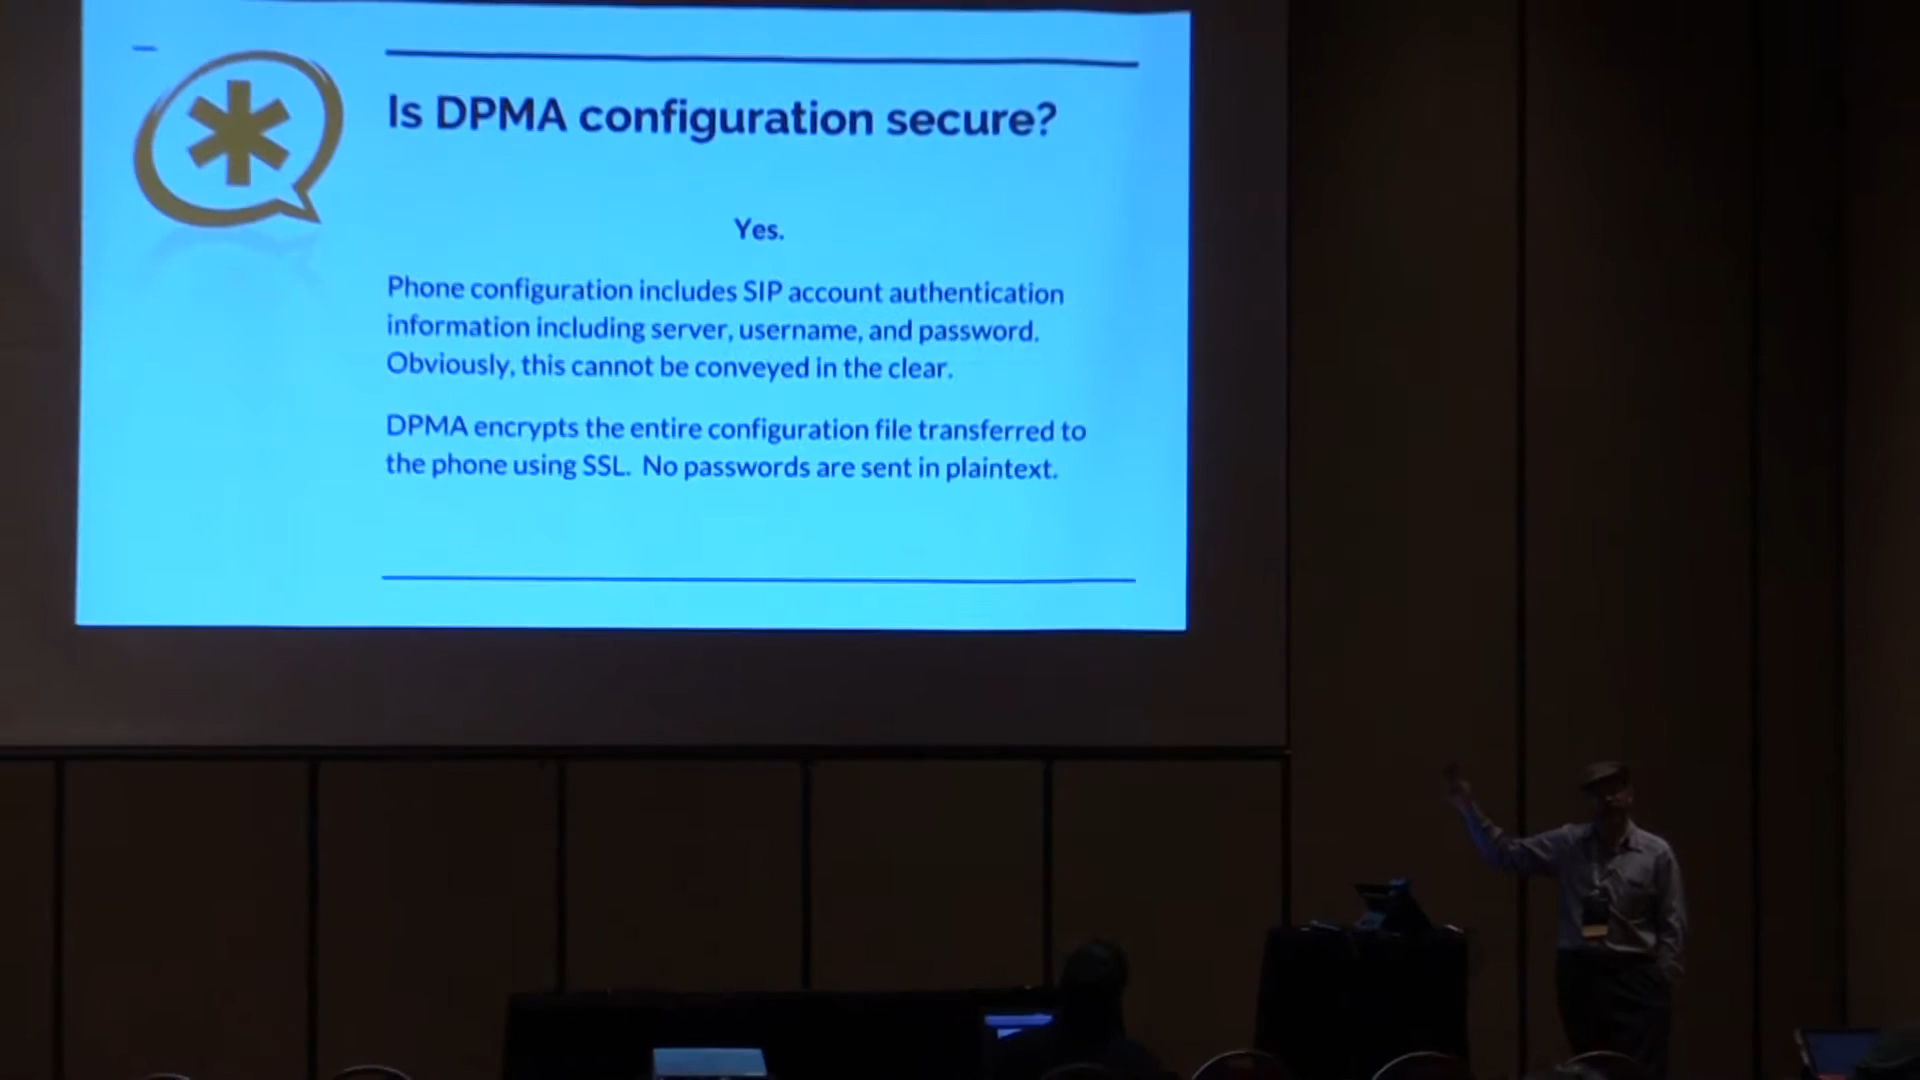 Is DPMA configuration secure?
Yes.
Phone configuration includes SIP account authentication
information including server, username, and password.
Obviously, this cannot be conveyed in the clear.
DPMA encrypts the entire configuration file transferred to
the phone using SSL. No passwords are sent in plaintext.